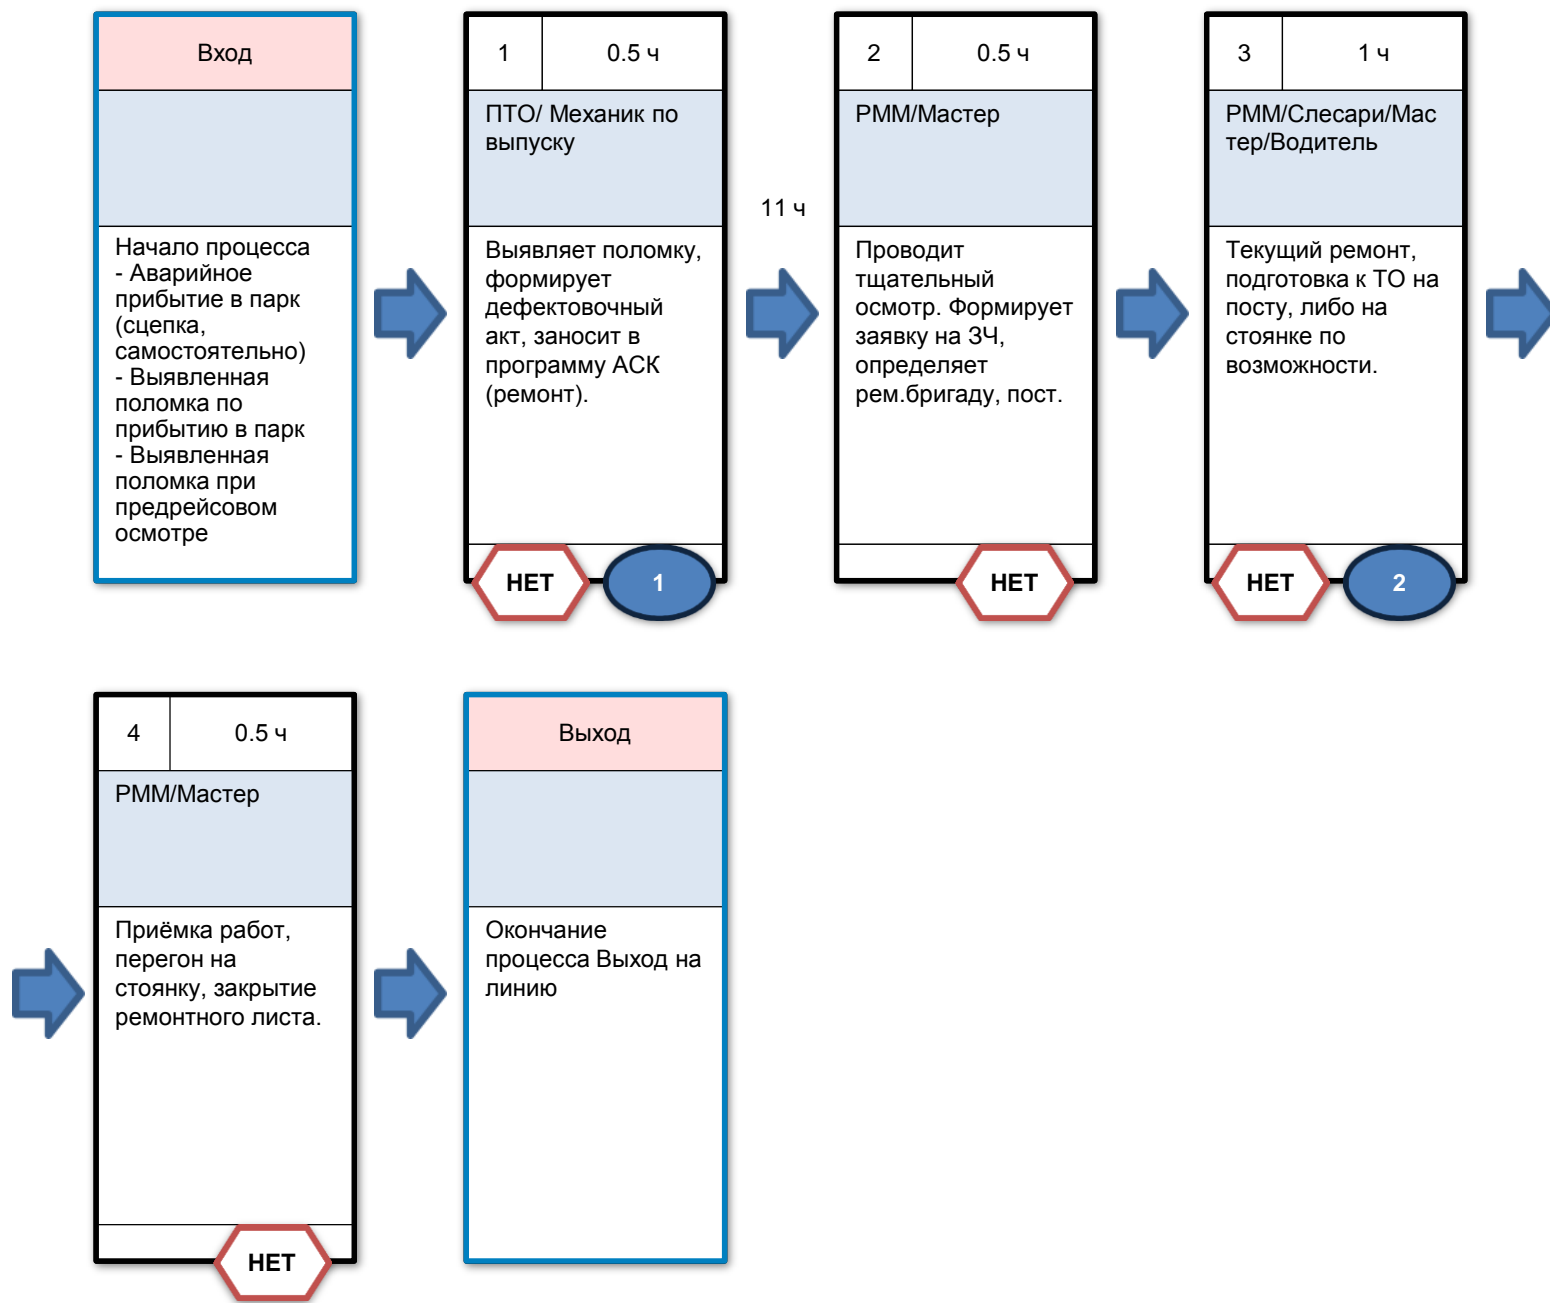 Вход
Начало процесса
- Аварийное
прибытие в парк
(сцепка,
самостоятельно)
- Выявленная
поломка по
прибытию в парк
- Выявленная
поломка при
предрейсовом
осмотре
1
0.5 ч
ПТО/ Механик по
выпуску
Выявляет поломку,
формирует
дефектовочный
акт, заносит в
программу АСК
(ремонт).
НЕТ
1
11 ч
2
0.5 ч
РММ/Мастер
Проводит
тщательный
осмотр. Формирует
заявку на ЗЧ,
определяет
рем.бригаду, пост.
НЕТ
3
1 ч
РММ/Слесари/Мас
тер/Водитель
Текущий ремонт,
подготовка к ТО на
посту, либо на
стоянке по
возможности.
НЕТ
2
4
0.5 ч
РММ/Мастер
Приёмка работ,
перегон на
стоянку, закрытие
ремонтного листа.
НЕТ
Выход
Окончание
процесса Выход на
линию